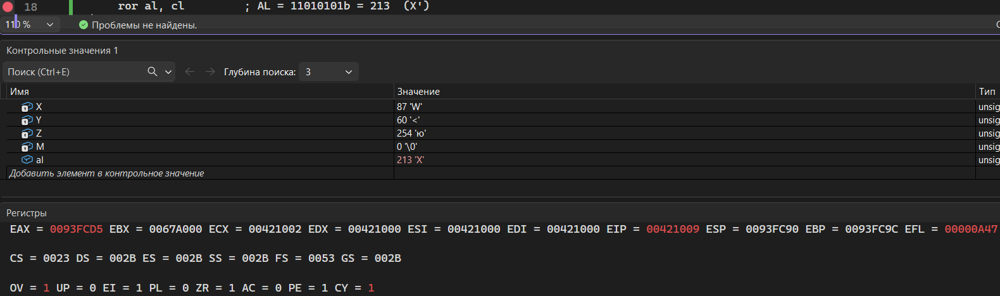 18 ror al, cl ; AL = 11010101b = 213 (X')
110 % Проблемы не найдены.
Контрольные значения 1
Поиск (Ctrl+E) Глубина поиска: 3
Имя Значение Тип
X 87 'W' unsig
Y 60 '<' unsig
Z 254 'ю' unsig
M 0 '\0' unsig
al 213 'Х' unsig
Добавить элемент в контрольное значение
Регистры
EAX = 0093FCD5 EBX = 0067A000 ECX = 00421002 EDX = 00421000 ESI = 00421000 EDI = 00421000 EIP = 00421009 ESP = 0093FC90 EBP = 0093FC9C EFL = 00000A47
CS = 0023 DS = 002B ES = 002B SS = 002B FS = 0053 GS = 002B
OV = 1 UP = 0 EI = 1 PL = 0 ZR = 1 AC = 0 PE = 1 CY = 1